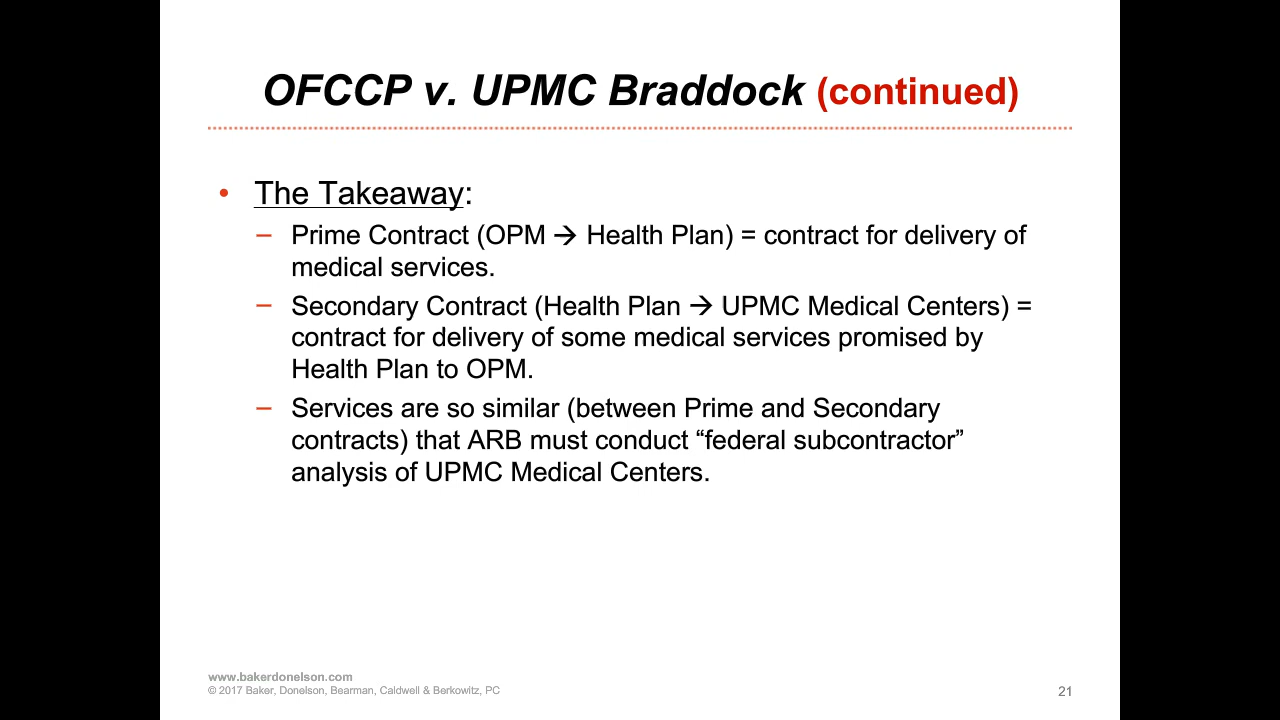 OFCCP v. UPMC Braddock (continued)
• The Takeaway:
– Prime Contract (OPM → Health Plan) = contract for delivery of
medical services.
– Secondary Contract (Health Plan → UPMC Medical Centers) =
contract for delivery of some medical services promised by
Health Plan to OPM.
– Services are so similar (between Prime and Secondary
contracts) that ARB must conduct “federal subcontractor”
analysis of UPMC Medical Centers.
www.bakerdonelson.com
© 2017 Baker, Donelson, Bearman, Caldwell & Berkowitz, PC
21